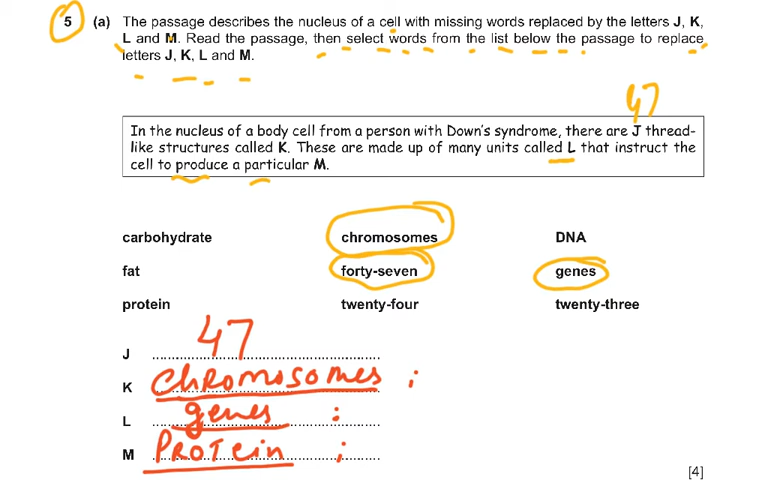 5 (a) The passage describes the nucleus of a cell with missing words replaced by the letters J, K,
L and M. Read the passage, then select words from the list below the passage to replace
letters J, K, L and M.
47
In the nucleus of a body cell from a person with Down's syndrome, there are J thread-
like structures called K. These are made up of many units called L that instruct the
cell to produce a particular M.
carbohydrate chromosomes DNA
fat forty-seven genes
protein twenty-four twenty-three
J 47
K chromosomes ;
L genes ;
M Protein ;
[4]